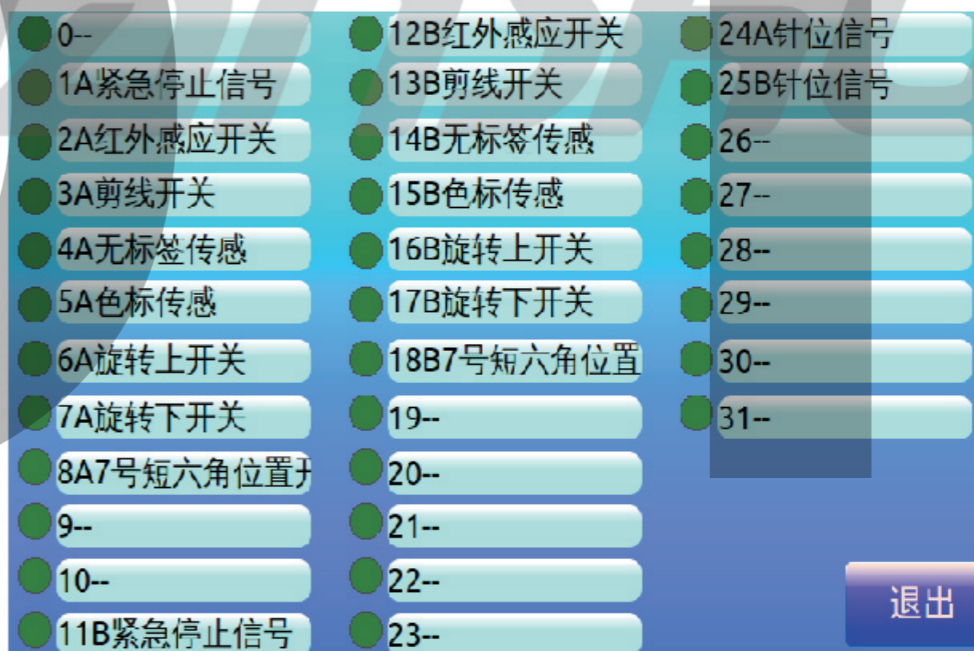 0--
1A紧急停止信号
2A红外感应开关
3A剪线开关
4A无标签传感
5A色标传感
6A旋转上开关
7A旋转下开关
8A7号短六角位置开
9--
10--
11B紧急停止信号
12B红外感应开关
13B剪线开关
14B无标签传感
15B色标传感
16B旋转上开关
17B旋转下开关
18B7号短六角位置
19--
20--
21--
22--
23--
24A针位信号
25B针位信号
26--
27--
28--
29--
30--
31--
退出